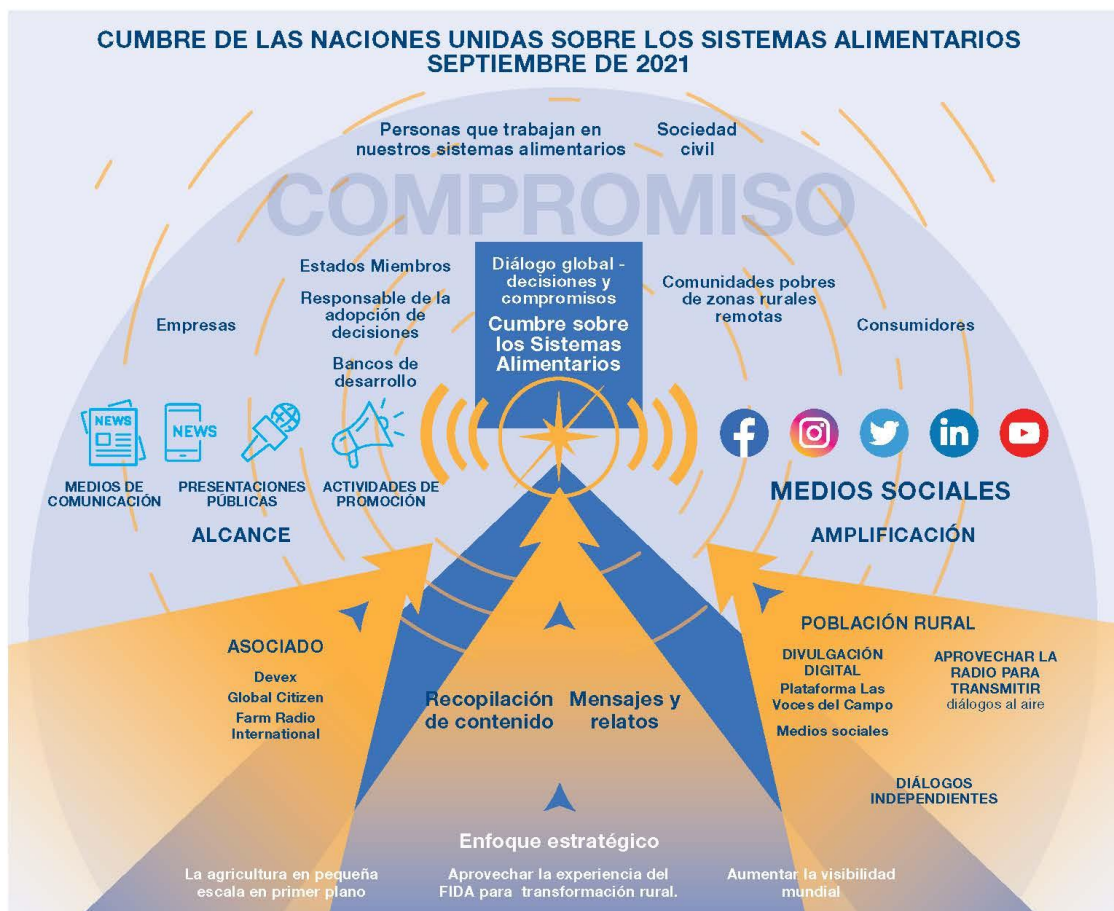 CUMBRE DE LAS NACIONES UNIDAS SOBRE LOS SISTEMAS ALIMENTARIOS
SEPTIEMBRE DE 2021
Personas que trabajan en
nuestros sistemas alimentarios
Sociedad
civil
COMPROMISO
Estados Miembros
Responsable de la
adopción de
decisiones
Bancos de
desarrollo
Empresas
Diálogo global -
decisiones y
compromisos
Cumbre sobre
los Sistemas
Alimentarios
Comunidades pobres
de zonas rurales
remotas
Consumidores
NEWS
NEWS
MEDIOS DE
COMUNICACIÓN
PRESENTACIONES
PÚBLICAS
ACTIVIDADES DE
PROMOCIÓN
ALCANCE
f
in
MEDIOS SOCIALES
AMPLIFICACIÓN
ASOCIADO
Devex
Global Citizen
Farm Radio
International
Recopilación
de contenido
Mensajes y
relatos
POBLACIÓN RURAL
DIVULGACIÓN
DIGITAL
Plataforma Las
Voces del Campo
Medios sociales
APROVECHAR LA
RADIO PARA
TRANSMITIR
diálogos al aire
DIÁLOGOS
INDEPENDIENTES
Enfoque estratégico
La agricultura en pequeña
escala en primer plano
Aprovechar la experiencia del
FIDA para transformación rural.
Aumentar la visibilidad
mundial